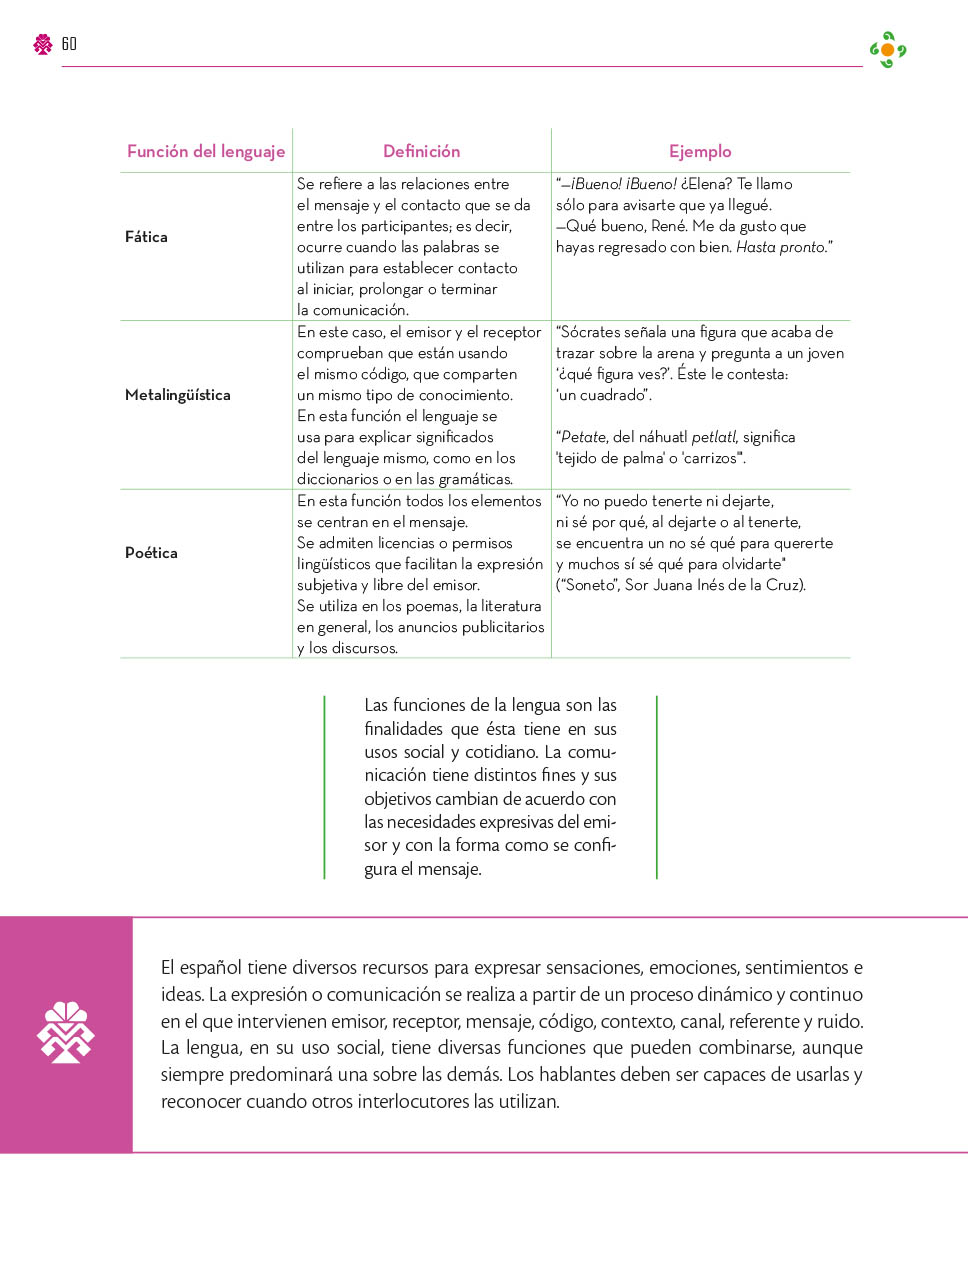 60
Función del lenguaje
Definición
Ejemplo
Fática
Se refiere a las relaciones entre
el mensaje y el contacto que se da
entre los participantes; es decir,
ocurre cuando las palabras se
utilizan para establecer contacto
al iniciar, prolongar o terminar
la comunicación.
“—¡Bueno! ¡Bueno! ¿Elena? Te llamo
sólo para avisarte que ya llegué.
—Qué bueno, René. Me da gusto que
hayas regresado con bien. Hasta pronto.”
Metalingüística
En este caso, el emisor y el receptor
comprueban que están usando
el mismo código, que comparten
un mismo tipo de conocimiento.
En esta función el lenguaje se
usa para explicar significados
del lenguaje mismo, como en los
diccionarios o en las gramáticas.
“Sócrates señala una figura que acaba de
trazar sobre la arena y pregunta a un joven
‘¿qué figura ves?’. Éste le contesta:
‘un cuadrado”.
“Petate, del náhuatl petlatl, significa
'tejido de palma' o 'carrizos'".
Poética
En esta función todos los elementos
se centran en el mensaje.
Se admiten licencias o permisos
lingüísticos que facilitan la expresión
subjetiva y libre del emisor.
Se utiliza en los poemas, la literatura
en general, los anuncios publicitarios
y los discursos.
“Yo no puedo tenerte ni dejarte,
ni sé por qué, al dejarte o al tenerte,
se encuentra un no sé qué para quererte
y muchos sí sé qué para olvidarte"
(“Soneto”, Sor Juana Inés de la Cruz).
Las funciones de la lengua son las
finalidades que ésta tiene en sus
usos social y cotidiano. La comu-
nicación tiene distintos fines y sus
objetivos cambian de acuerdo con
las necesidades expresivas del emi-
sor y con la forma como se confi-
gura el mensaje.
El español tiene diversos recursos para expresar sensaciones, emociones, sentimientos e
ideas. La expresión o comunicación se realiza a partir de un proceso dinámico y continuo
en el que intervienen emisor, receptor, mensaje, código, contexto, canal, referente y ruido.
La lengua, en su uso social, tiene diversas funciones que pueden combinarse, aunque
siempre predominará una sobre las demás. Los hablantes deben ser capaces de usarlas y
reconocer cuando otros interlocutores las utilizan.